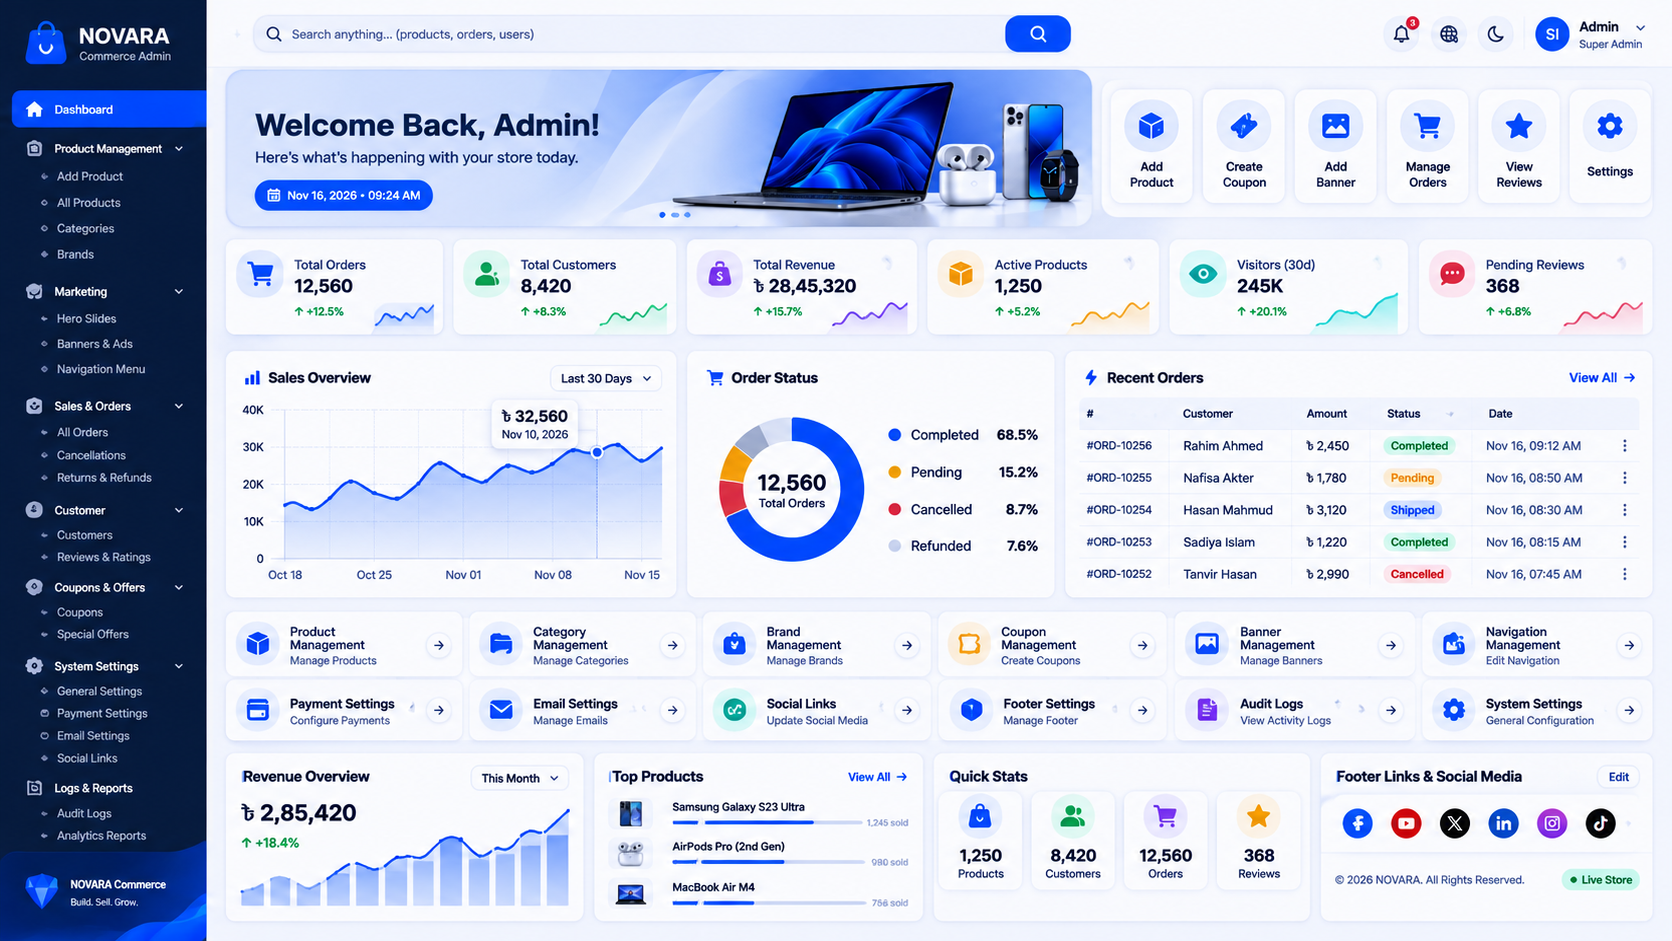 NOVARA
Commerce Admin
Dashboard
Product Management
Add Product
All Products
Categories
Brands
Marketing
Hero Slides
Banners & Ads
Navigation Menu
Sales & Orders
All Orders
Cancellations
Returns & Refunds
Customer
Customers
Reviews & Ratings
Coupons & Offers
Coupons
Special Offers
System Settings
General Settings
Payment Settings
Email Settings
Social Links
Logs & Reports
Audit Logs
Analytics Reports
NOVARA Commerce
Build. Sell. Grow.
Search anything... (products, orders, users)
3
SI
Admin
Super Admin
Welcome Back, Admin!
Here's what's happening with your store today.
Nov 16, 2026 • 09:24 AM
Add
Product
Create
Coupon
Add
Banner
Manage
Orders
View
Reviews
Settings
Total Orders
12,560
↑ +12.5%
Total Customers
8,420
↑ +8.3%
Total Revenue
৳ 28,45,320
↑ +15.7%
Active Products
1,250
↑ +5.2%
Visitors (30d)
245K
↑ +20.1%
Pending Reviews
368
↑ +6.8%
Sales Overview
Last 30 Days
৳ 32,560
Nov 10, 2026
40K
30K
20K
10K
0
Oct 18 Oct 25 Nov 01 Nov 08 Nov 15
Order Status
12,560
Total Orders
Completed 68.5%
Pending 15.2%
Cancelled 8.7%
Refunded 7.6%
Recent Orders
View All →
# Customer Amount Status Date
#ORD-10256 Rahim Ahmed ৳ 2,450 Completed Nov 16, 09:12 AM
#ORD-10255 Nafisa Akter ৳ 1,780 Pending Nov 16, 08:50 AM
#ORD-10254 Hasan Mahmud ৳ 3,120 Shipped Nov 16, 08:30 AM
#ORD-10253 Sadiya Islam ৳ 1,220 Completed Nov 16, 08:15 AM
#ORD-10252 Tanvir Hasan ৳ 2,990 Cancelled Nov 16, 07:45 AM
Product
Management
Manage Products
Category
Management
Manage Categories
Brand
Management
Manage Brands
Coupon
Management
Create Coupons
Banner
Management
Manage Banners
Navigation
Management
Edit Navigation
Payment Settings
Configure Payments
Email Settings
Manage Emails
Social Links
Update Social Media
Footer Settings
Manage Footer
Audit Logs
View Activity Logs
System Settings
General Configuration
Revenue Overview
This Month
৳ 2,85,420
↑ +18.4%
Top Products
View All →
Samsung Galaxy S23 Ultra
1,245 sold
AirPods Pro (2nd Gen)
980 sold
MacBook Air M4
756 sold
Quick Stats
1,250
Products
8,420
Customers
12,560
Orders
368
Reviews
Footer Links & Social Media
Edit
© 2026 NOVARA. All Rights Reserved.
Live Store